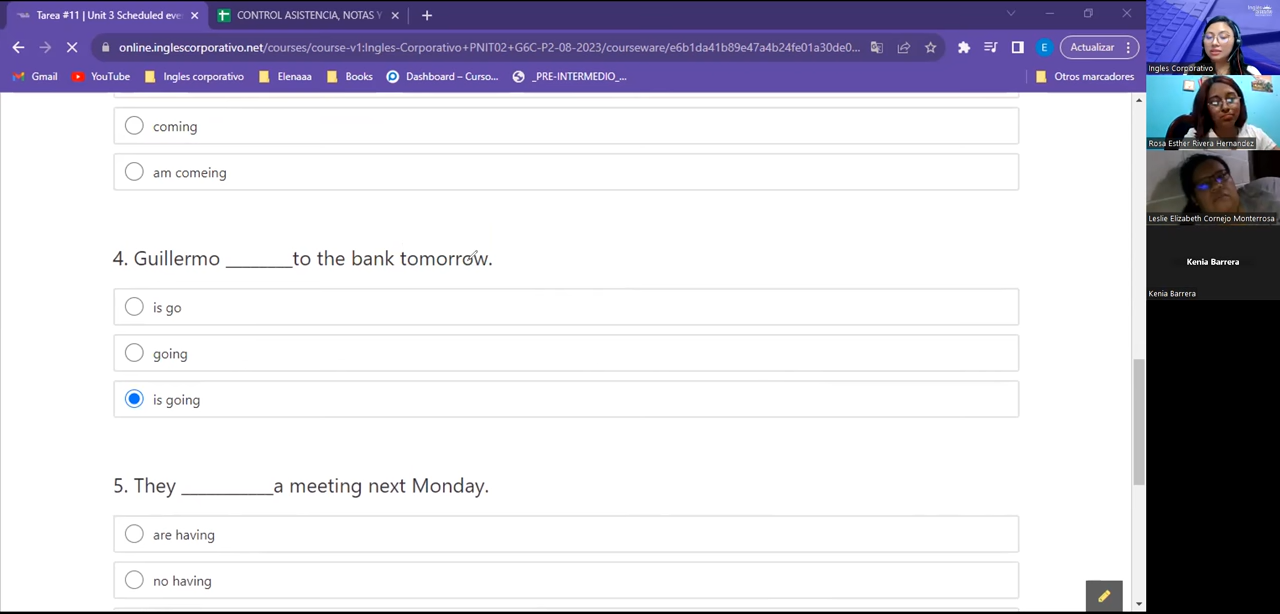 Tarea #11 | Unit 3 Scheduled eve
CONTROL ASISTENCIA, NOTAS Y
online.inglescorporativo.net/courses/course-v1:Ingles-Corporativo+PNIT02+G6C-P2-08-2023/courseware/e6b1da41b89e47a4b24fe01a30de0...
E
Actualizar
Gmail
YouTube
Ingles corporativo
Elenaaa
Books
Dashboard – Curso...
_PRE-INTERMEDIO_...
Otros marcadores
coming
am comeing
4. Guillermo _______to the bank tomorrow.
is go
going
is going
5. They __________a meeting next Monday.
are having
no having
Ingles Corporativo
Rosa Esther Rivera Hernandez
Leslie Elizabeth Cornejo Monterrosa
Kenia Barrera
Kenia Barrera